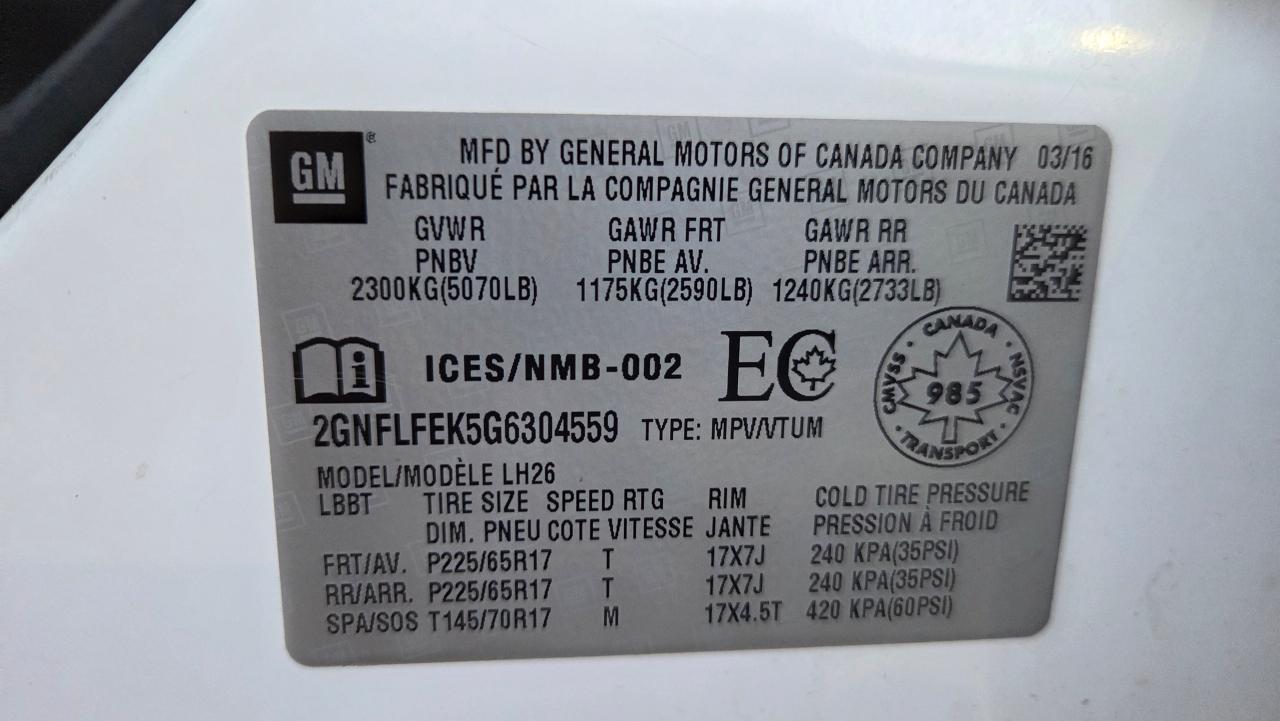 GM ®
MFD BY GENERAL MOTORS OF CANADA COMPANY 03/16
FABRIQUÉ PAR LA COMPAGNIE GENERAL MOTORS DU CANADA
GVWR GAWR FRT GAWR RR
PNBV PNBE AV. PNBE ARR.
2300KG(5070LB) 1175KG(2590LB) 1240KG(2733LB)
i ICES/NMB-002 EC
CANADA
CMVSS 985 NSVAC
TRANSPORT
2GNFLFEK5G6304559 TYPE: MPV/VTUM
MODEL/MODÈLE LH26
LBBT TIRE SIZE SPEED RTG RIM COLD TIRE PRESSURE
DIM. PNEU COTE VITESSE JANTE PRESSION À FROID
FRT/AV. P225/65R17 T 17X7J 240 KPA(35PSI)
RR/ARR. P225/65R17 T 17X7J 240 KPA(35PSI)
SPA/SOS T145/70R17 M 17X4.5T 420 KPA(60PSI)